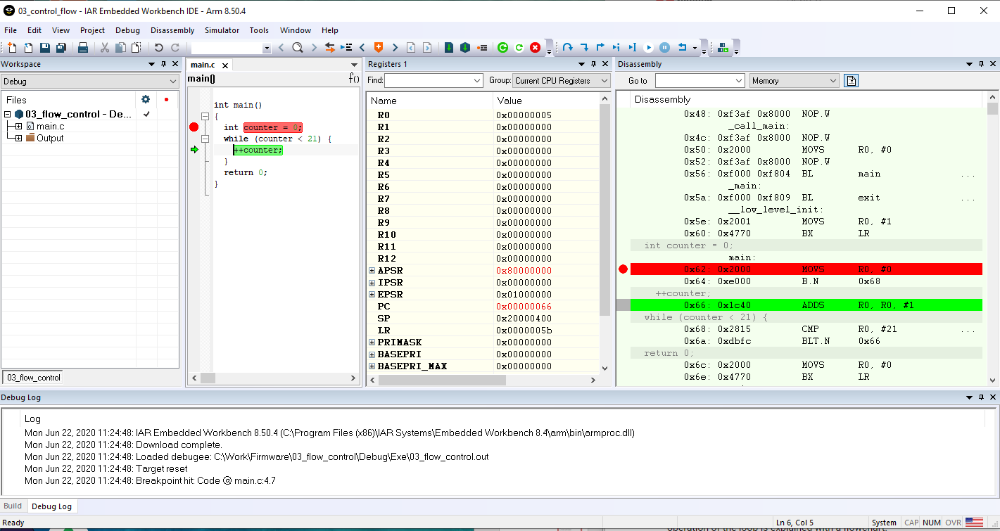 03_control_flow - IAR Embedded Workbench IDE - Arm 8.50.4
File Edit View Project Debug Disassembly Simulator Tools Window Help
Workspace
Debug
Files
03_flow_control - De...
main.c
Output
03_flow_control
main.c
main() f()
int main()
{
int counter = 0;
while (counter < 21) {
++counter;
}
return 0;
}
Registers 1
Find: Group: Current CPU Registers
Name Value
R0 0x00000005
R1 0x00000000
R2 0x00000000
R3 0x00000000
R4 0x00000000
R5 0x00000000
R6 0x00000000
R7 0x00000000
R8 0x00000000
R9 0x00000000
R10 0x00000000
R11 0x00000000
R12 0x00000000
APSR 0x80000000
IPSR 0x00000000
EPSR 0x01000000
PC 0x00000066
SP 0x20000400
LR 0x0000005b
PRIMASK 0x00000000
BASEPRI 0x00000000
BASEPRI_MAX 0x00000000
Disassembly
Go to Memory
Disassembly
0x48: 0xf3af 0x8000 NOP.W
_call_main:
0x4c: 0xf3af 0x8000 NOP.W
0x50: 0x2000 MOVS R0, #0
0x52: 0xf3af 0x8000 NOP.W
0x56: 0xf000 0xf804 BL main ...
_main:
0x5a: 0xf000 0xf809 BL exit ...
__low_level_init:
0x5e: 0x2001 MOVS R0, #1
0x60: 0x4770 BX LR
int counter = 0;
main:
0x62: 0x2000 MOVS R0, #0
0x64: 0xe000 B.N 0x68
++counter;
0x66: 0x1c40 ADDS R0, R0, #1
while (counter < 21) {
0x68: 0x2815 CMP R0, #21 ...
0x6a: 0xdbfc BLT.N 0x66
return 0;
0x6c: 0x2000 MOVS R0, #0
0x6e: 0x4770 BX LR
Debug Log
Log
Mon Jun 22, 2020 11:24:48: IAR Embedded Workbench 8.50.4 (C:\Program Files (x86)\IAR Systems\Embedded Workbench 8.4\arm\bin\armproc.dll)
Mon Jun 22, 2020 11:24:48: Download complete.
Mon Jun 22, 2020 11:24:48: Loaded debugee: C:\Work\Firmware\03_flow_control\Debug\Exe\03_flow_control.out
Mon Jun 22, 2020 11:24:48: Target reset
Mon Jun 22, 2020 11:24:48: Breakpoint hit: Code @ main.c:4.7
Build Debug Log
Ready Ln 6, Col 5 System CAP NUM OVR